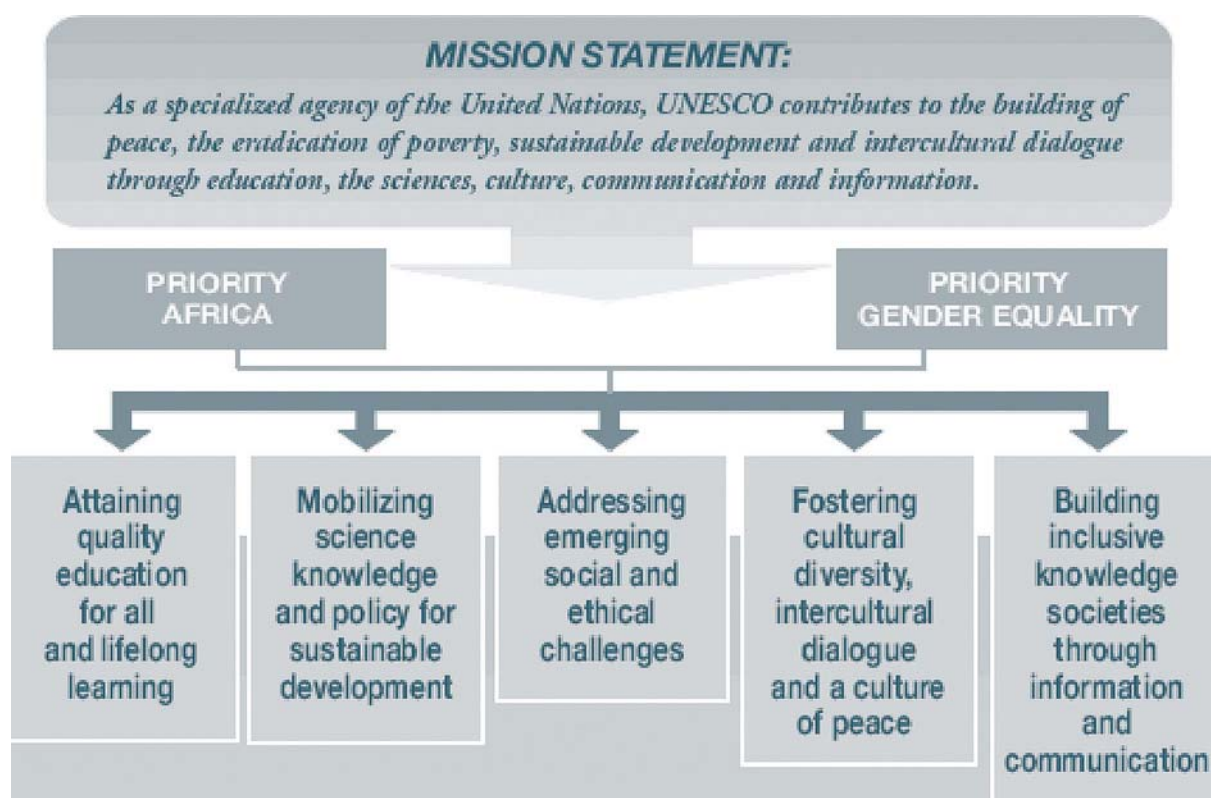 MISSION STATEMENT:
As a specialized agency of the United Nations, UNESCO contributes to the building of
peace, the eradication of poverty, sustainable development and intercultural dialogue
through education, the sciences, culture, communication and information.
PRIORITY
AFRICA
PRIORITY
GENDER EQUALITY
Attaining
quality
education
for all
and lifelong
learning
Mobilizing
science
knowledge
and policy for
sustainable
development
Addressing
emerging
social and
ethical
challenges
Fostering
cultural
diversity,
intercultural
dialogue
and a culture
of peace
Building
inclusive
knowledge
societies
through
information
and
communication